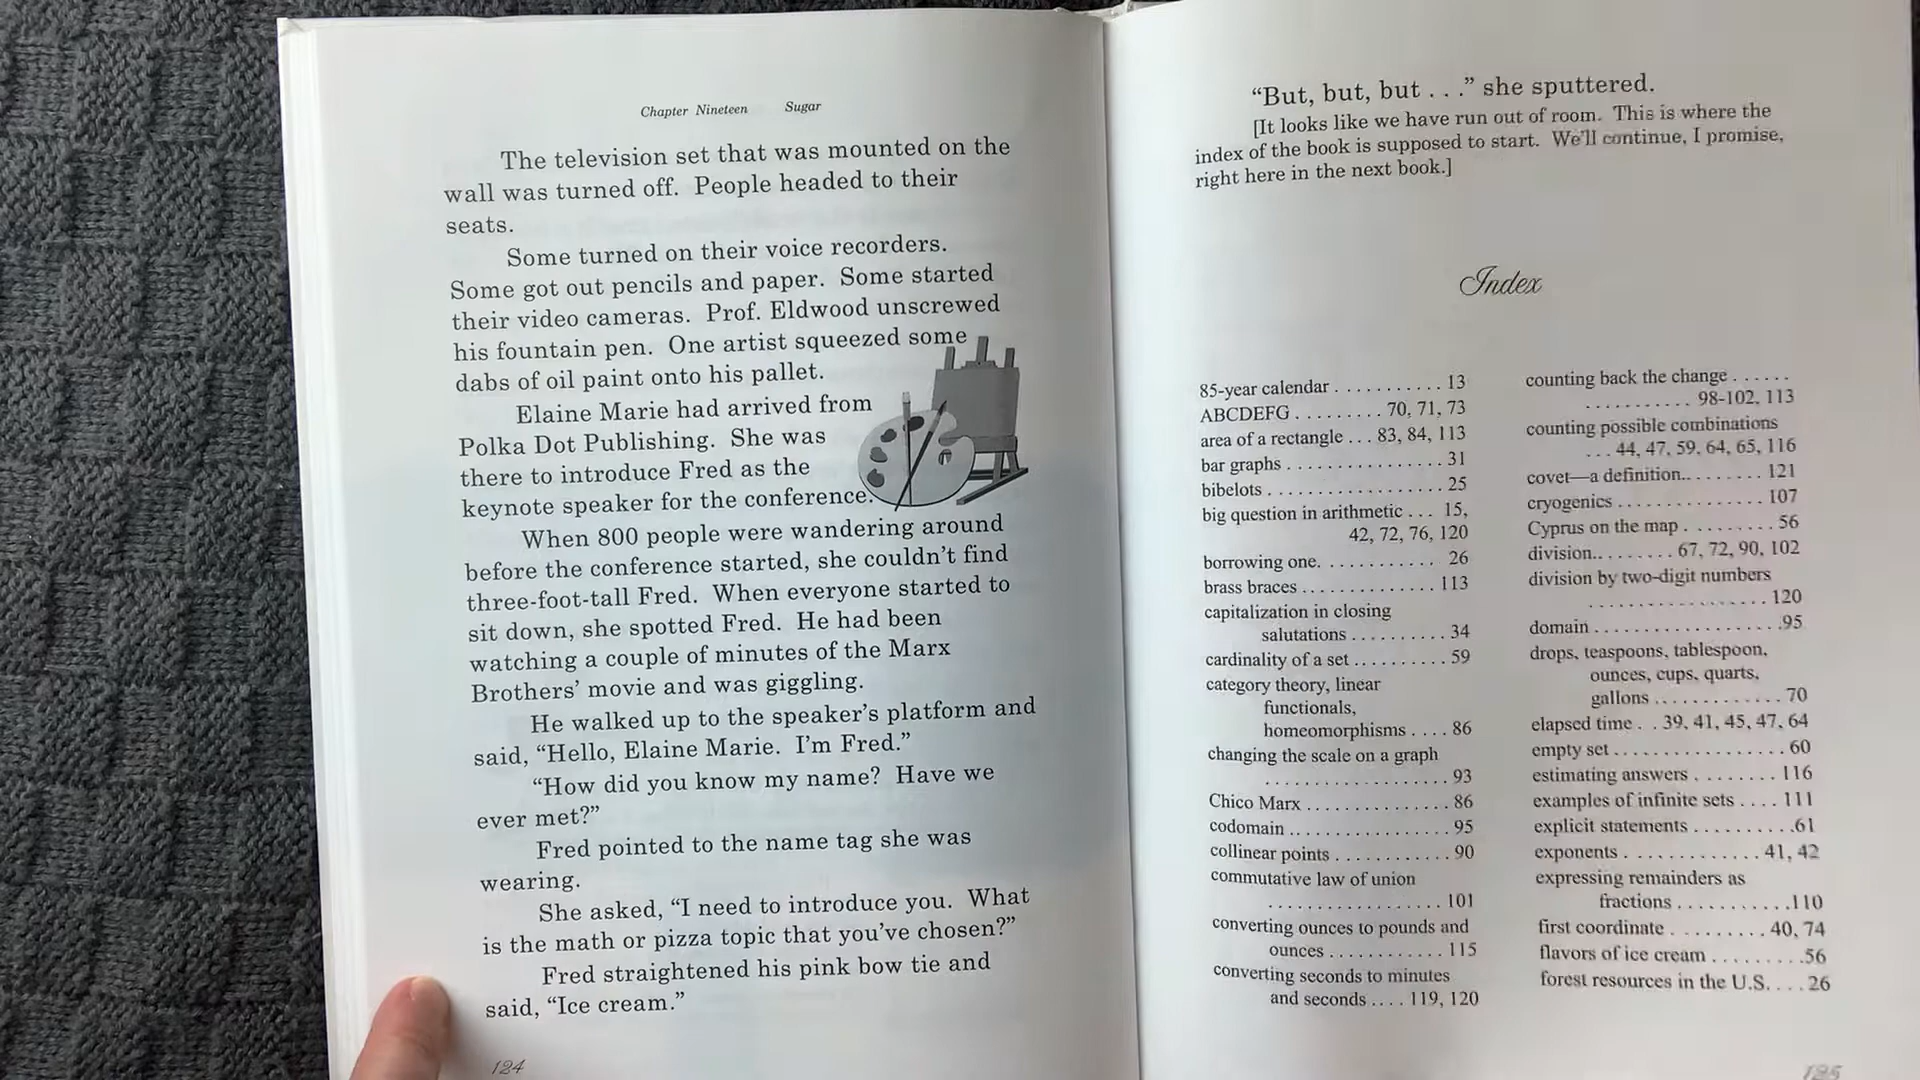 Chapter Nineteen Sugar
The television set that was mounted on the
wall was turned off. People headed to their
seats.
Some turned on their voice recorders.
Some got out pencils and paper. Some started
their video cameras. Prof. Eldwood unscrewed
his fountain pen. One artist squeezed some
dabs of oil paint onto his pallet.
Elaine Marie had arrived from
Polka Dot Publishing. She was
there to introduce Fred as the
keynote speaker for the conference.
When 800 people were wandering around
before the conference started, she couldn't find
three-foot-tall Fred. When everyone started to
sit down, she spotted Fred. He had been
watching a couple of minutes of the Marx
Brothers' movie and was giggling.
He walked up to the speaker's platform and
said, "Hello, Elaine Marie. I'm Fred."
"How did you know my name? Have we
ever met?"
Fred pointed to the name tag she was
wearing.
She asked, "I need to introduce you. What
is the math or pizza topic that you've chosen?"
Fred straightened his pink bow tie and
said, "Ice cream."
124
"But, but, but . . ." she sputtered.
[It looks like we have run out of room. This is where the
index of the book is supposed to start. We'll continue, I promise,
right here in the next book.]
Index
85-year calendar . . . . . . . . . . . 13
ABCDEFG . . . . . . . . . 70, 71, 73
area of a rectangle . . . 83, 84, 113
bar graphs . . . . . . . . . . . . . . . . 31
bibelots . . . . . . . . . . . . . . . . . . 25
big question in arithmetic . . . 15,
42, 72, 76, 120
borrowing one. . . . . . . . . . . . 26
brass braces . . . . . . . . . . . . . 113
capitalization in closing
salutations . . . . . . . . . . 34
cardinality of a set . . . . . . . . . . 59
category theory, linear
functionals,
homeomorphisms . . . . 86
changing the scale on a graph
. . . . . . . . . . . . . . . . . . 93
Chico Marx . . . . . . . . . . . . . . . 86
codomain . . . . . . . . . . . . . . . . . 95
collinear points . . . . . . . . . . . . 90
commutative law of union
. . . . . . . . . . . . . . . . . 101
converting ounces to pounds and
ounces . . . . . . . . . . . 115
converting seconds to minutes
and seconds . . . . 119, 120
counting back the change . . . . . .
. . . . . . . . . . . 98-102, 113
counting possible combinations
. . . 44, 47, 59, 64, 65, 116
covet—a definition.. . . . . . . . 121
cryogenics . . . . . . . . . . . . . . 107
Cyprus on the map . . . . . . . . . 56
division.. . . . . . . . 67, 72, 90, 102
division by two-digit numbers
. . . . . . . . . . . . . . . . . 120
domain . . . . . . . . . . . . . . . . . .95
drops, teaspoons, tablespoon,
ounces, cups, quarts,
gallons . . . . . . . . . . . . 70
elapsed time . . 39, 41, 45, 47, 64
empty set . . . . . . . . . . . . . . . . 60
estimating answers . . . . . . . . 116
examples of infinite sets . . . . 111
explicit statements . . . . . . . . . .61
exponents . . . . . . . . . . . . . 41, 42
expressing remainders as
fractions . . . . . . . . . . .110
first coordinate . . . . . . . . . 40, 74
flavors of ice cream . . . . . . . . .56
forest resources in the U.S. . . . 26
125